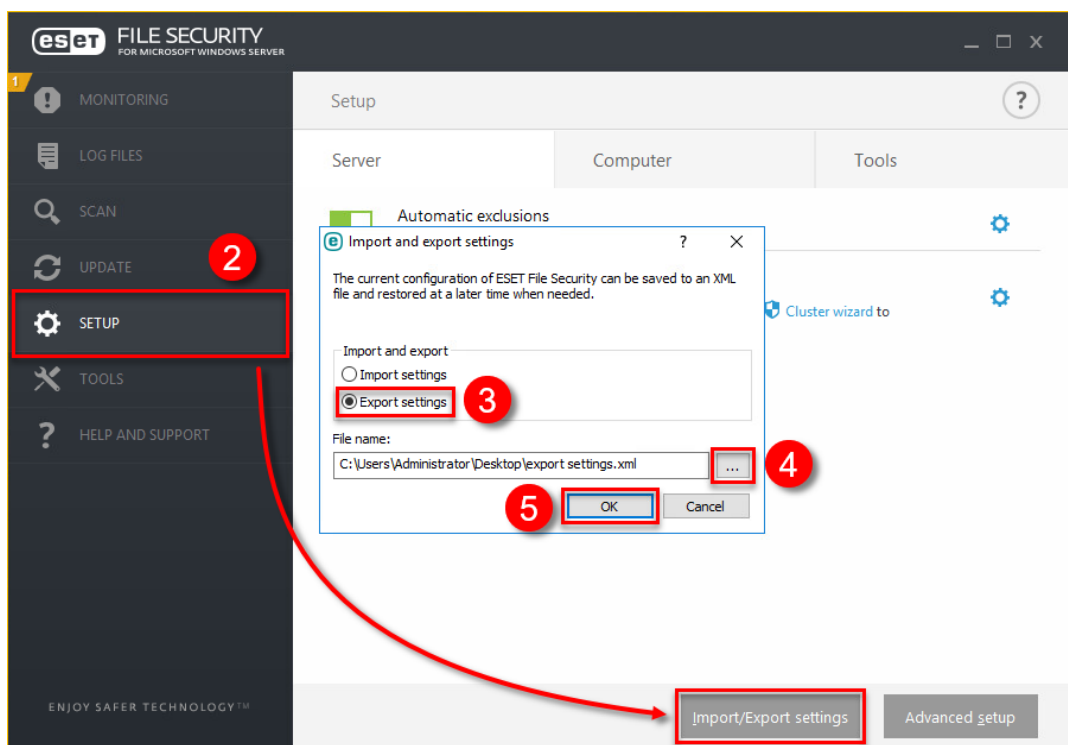 eset FILE SECURITY
FOR MICROSOFT WINDOWS SERVER
1
MONITORING
Setup
?
LOG FILES
Server
Computer
Tools
SCAN
Automatic exclusions
UPDATE
2
Import and export settings
?
The current configuration of ESET File Security can be saved to an XML
file and restored at a later time when needed.
Cluster wizard to
SETUP
Import and export
Import settings
TOOLS
Export settings
3
? HELP AND SUPPORT
File name:
C:\Users\Administrator\Desktop\export settings.xml
...
4
5
OK
Cancel
ENJOY SAFER TECHNOLOGY™
Import/Export settings
Advanced setup